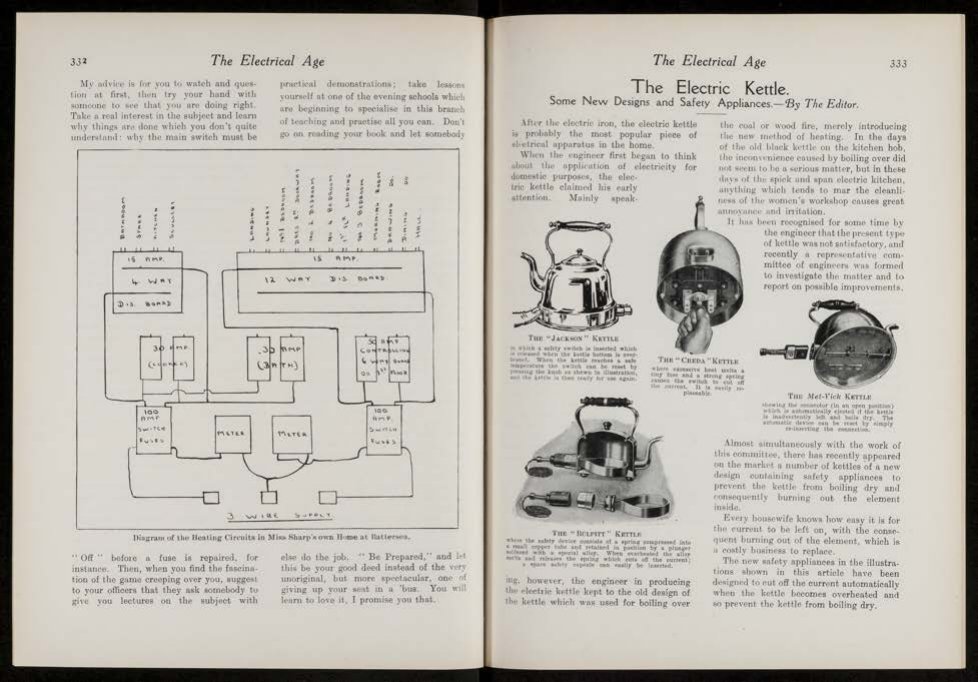 332
The Electrical Age
My advice is for you to watch and ques-
tion at first, then try your hand with
someone to see that you are doing right.
Take a real interest in the subject and learn
why things are done which you don't quite
understand: why the main switch must be
practical demonstrations; take lessons
yourself at one of the evening schools which
are beginning to specialise in this branch
of teaching and practise all you can. Don't
go on reading your book and let somebody
15 AMP.
4 WAY
DIS. BOARD
15 AMP.
12 WAY DIS. BOARD.
30 AMP
(COOKER)
30 AMP
(BATH)
30 AMP
CONTROLLING
6 WAY BOARD
ON 1ST FLOOR
100
AMP
SWITCH
FUSES
METER
METER
100
AMP.
SWITCH
FUSES
3 WIRE SUPPLY.
Diagram of the Heating Circuits in Miss Sharp's own Home at Battersea.
"Off" before a fuse is repaired, for
instance. Then, when you find the fascina-
tion of the game creeping over you, suggest
to your officers that they ask somebody to
give you lectures on the subject with
else do the job. "Be Prepared," and let
this be your good deed instead of the very
unoriginal, but more spectacular, one of
giving up your seat in a 'bus. You will
learn to love it, I promise you that.
The Electrical Age
333
The Electric Kettle.
Some New Designs and Safety Appliances.—By The Editor.
After the electric iron, the electric kettle
is probably the most popular piece of
electrical apparatus in the home.
When the engineer first began to think
about the application of electricity for
domestic purposes, the elec-
tric kettle claimed his early
attention. Mainly speak-
The "Jackson" Kettle
in which a safety switch is inserted which
is released when the kettle bottom is over-
heated. When the kettle reaches a safe
temperature the switch can be reset by
pressing the knob as shown in illustration,
and the kettle is then ready for use again.
The "Creda" Kettle
where excessive heat melts a
tiny fuse and a strong spring
causes the switch to cut off
the current. It is easily re-
placeable.
The "Bulpitt" Kettle
where the safety device consists of a spring compressed into
a small copper tube and retained in position by a plunger
soldered with a special alloy. When overheated the alloy
melts and releases the spring which cuts off the current;
a spare safety capsule can easily be inserted.
ing, however, the engineer in producing
the electric kettle kept to the old design of
the kettle which was used for boiling over
the coal or wood fire, merely introducing
the new method of heating. In the days
of the old black kettle on the kitchen hob,
the inconvenience caused by boiling over did
not seem to be a serious matter, but in these
days of the spick and span electric kitchen,
anything which tends to mar the cleanli-
ness of the women's workshop causes great
annoyance and irritation.
It has been recognised for some time by
the engineer that the present type
of kettle was not satisfactory, and
recently a representative com-
mittee of engineers was formed
to investigate the matter and to
report on possible improvements.
The Met-Vick Kettle
showing the connector (in an open position)
which is automatically ejected if the kettle
is inadvertently left and boils dry. The
automatic device can be reset by simply
re-inserting the connection.
Almost simultaneously with the work of
this committee, there has recently appeared
on the market a number of kettles of a new
design containing safety appliances to
prevent the kettle from boiling dry and
consequently burning out the element
inside.
Every housewife knows how easy it is for
the current to be left on, with the conse-
quent burning out of the element, which is
a costly business to replace.
The new safety appliances in the illustra-
tions shown in this article have been
designed to cut off the current automatically
when the kettle becomes overheated and
so prevent the kettle from boiling dry.